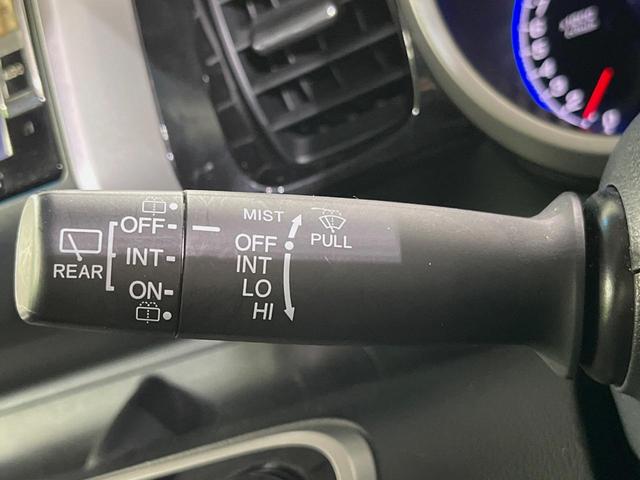 MIST
PULL
OFF
INT
LO
HI
REAR
OFF
INT
ON